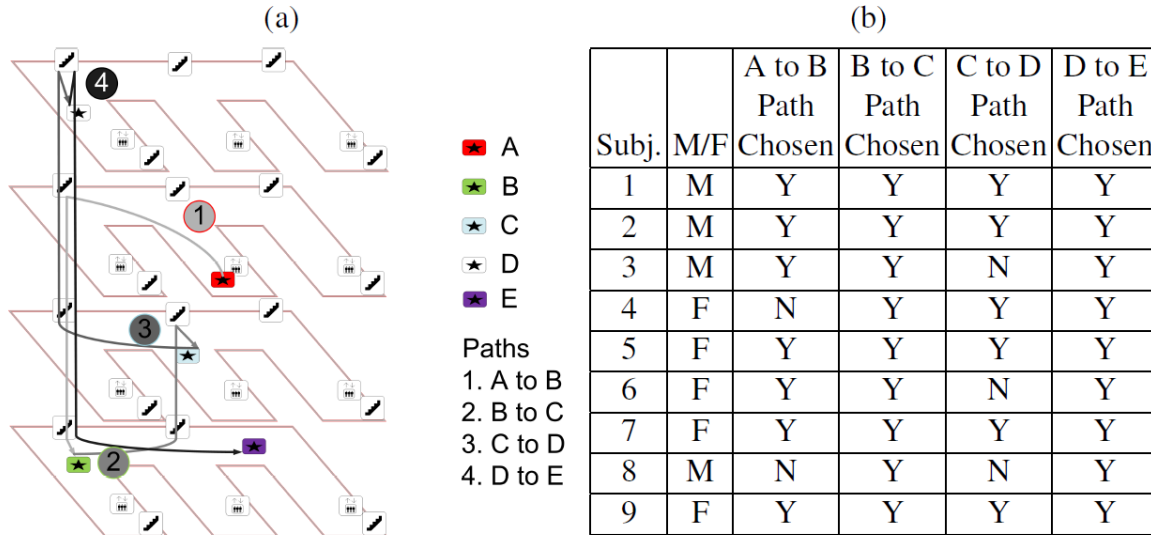 (a)
4
1
3
2
A
B
C
D
E
Paths
1. A to B
2. B to C
3. C to D
4. D to E
(b)
A to B B to C C to D D to E
Path Path Path Path
Subj. M/F Chosen Chosen Chosen Chosen
1 M Y Y Y Y
2 M Y Y Y Y
3 M Y Y N Y
4 F N Y Y Y
5 F Y Y Y Y
6 F Y Y N Y
7 F Y Y Y Y
8 M N Y N Y
9 F Y Y Y Y